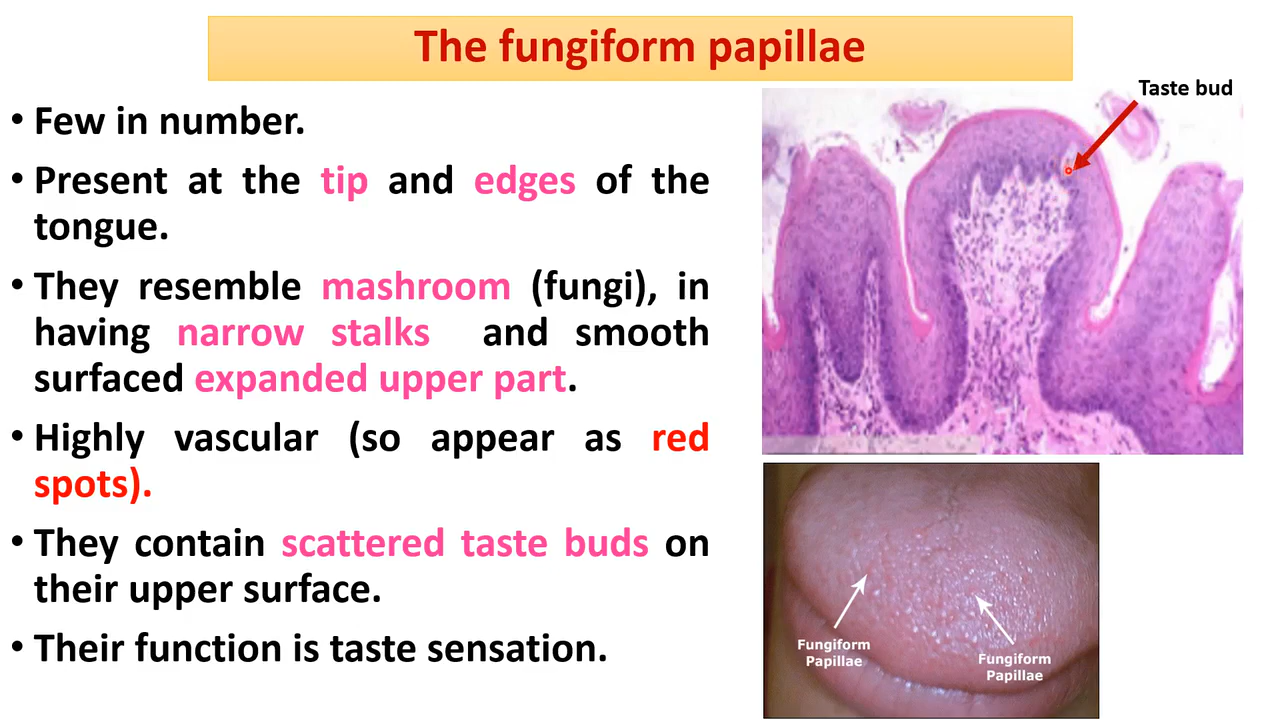 The fungiform papillae
• Few in number.
• Present at the tip and edges of the
tongue.
• They resemble mashroom (fungi), in
having narrow stalks and smooth
surfaced expanded upper part.
• Highly vascular (so appear as red
spots).
• They contain scattered taste buds on
their upper surface.
• Their function is taste sensation.
Taste bud
Fungiform
Papillae
Fungiform
Papillae